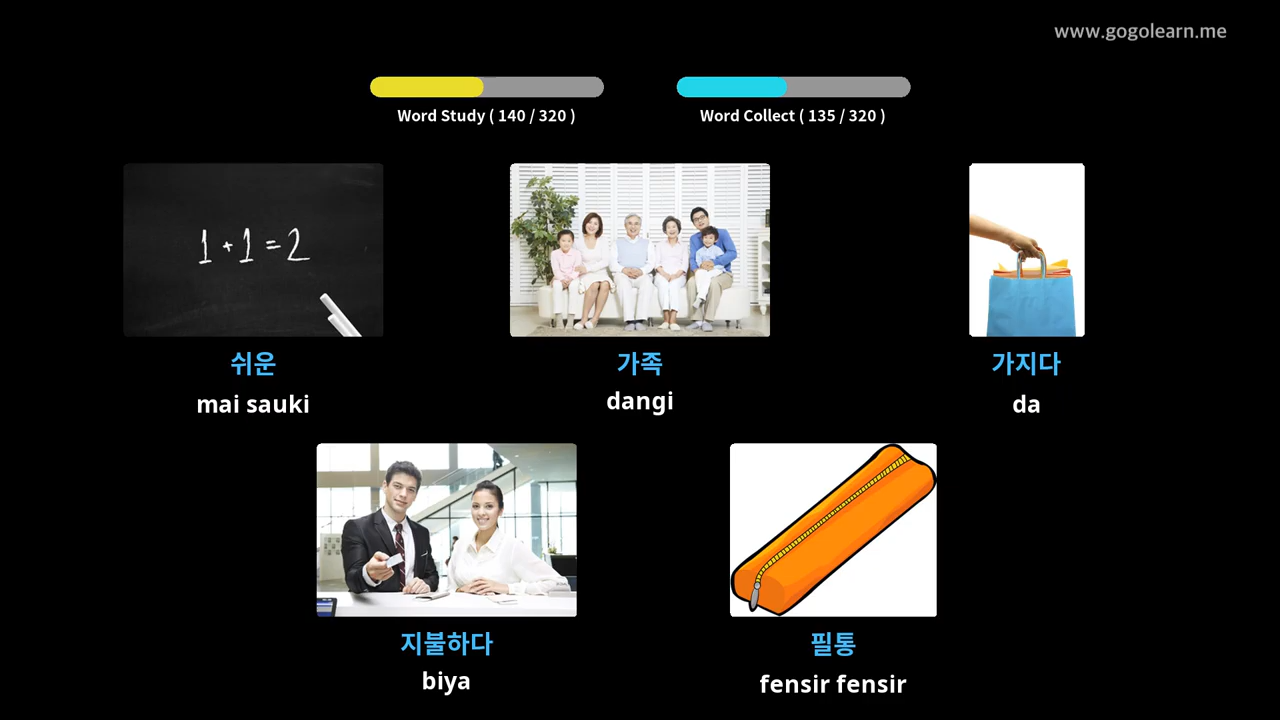 www.gogolearn.me
Word Study ( 140 / 320 )
Word Collect ( 135 / 320 )
1 + 1 = 2
쉬운
mai sauki
가족
dangi
가지다
da
지불하다
biya
필통
fensir fensir